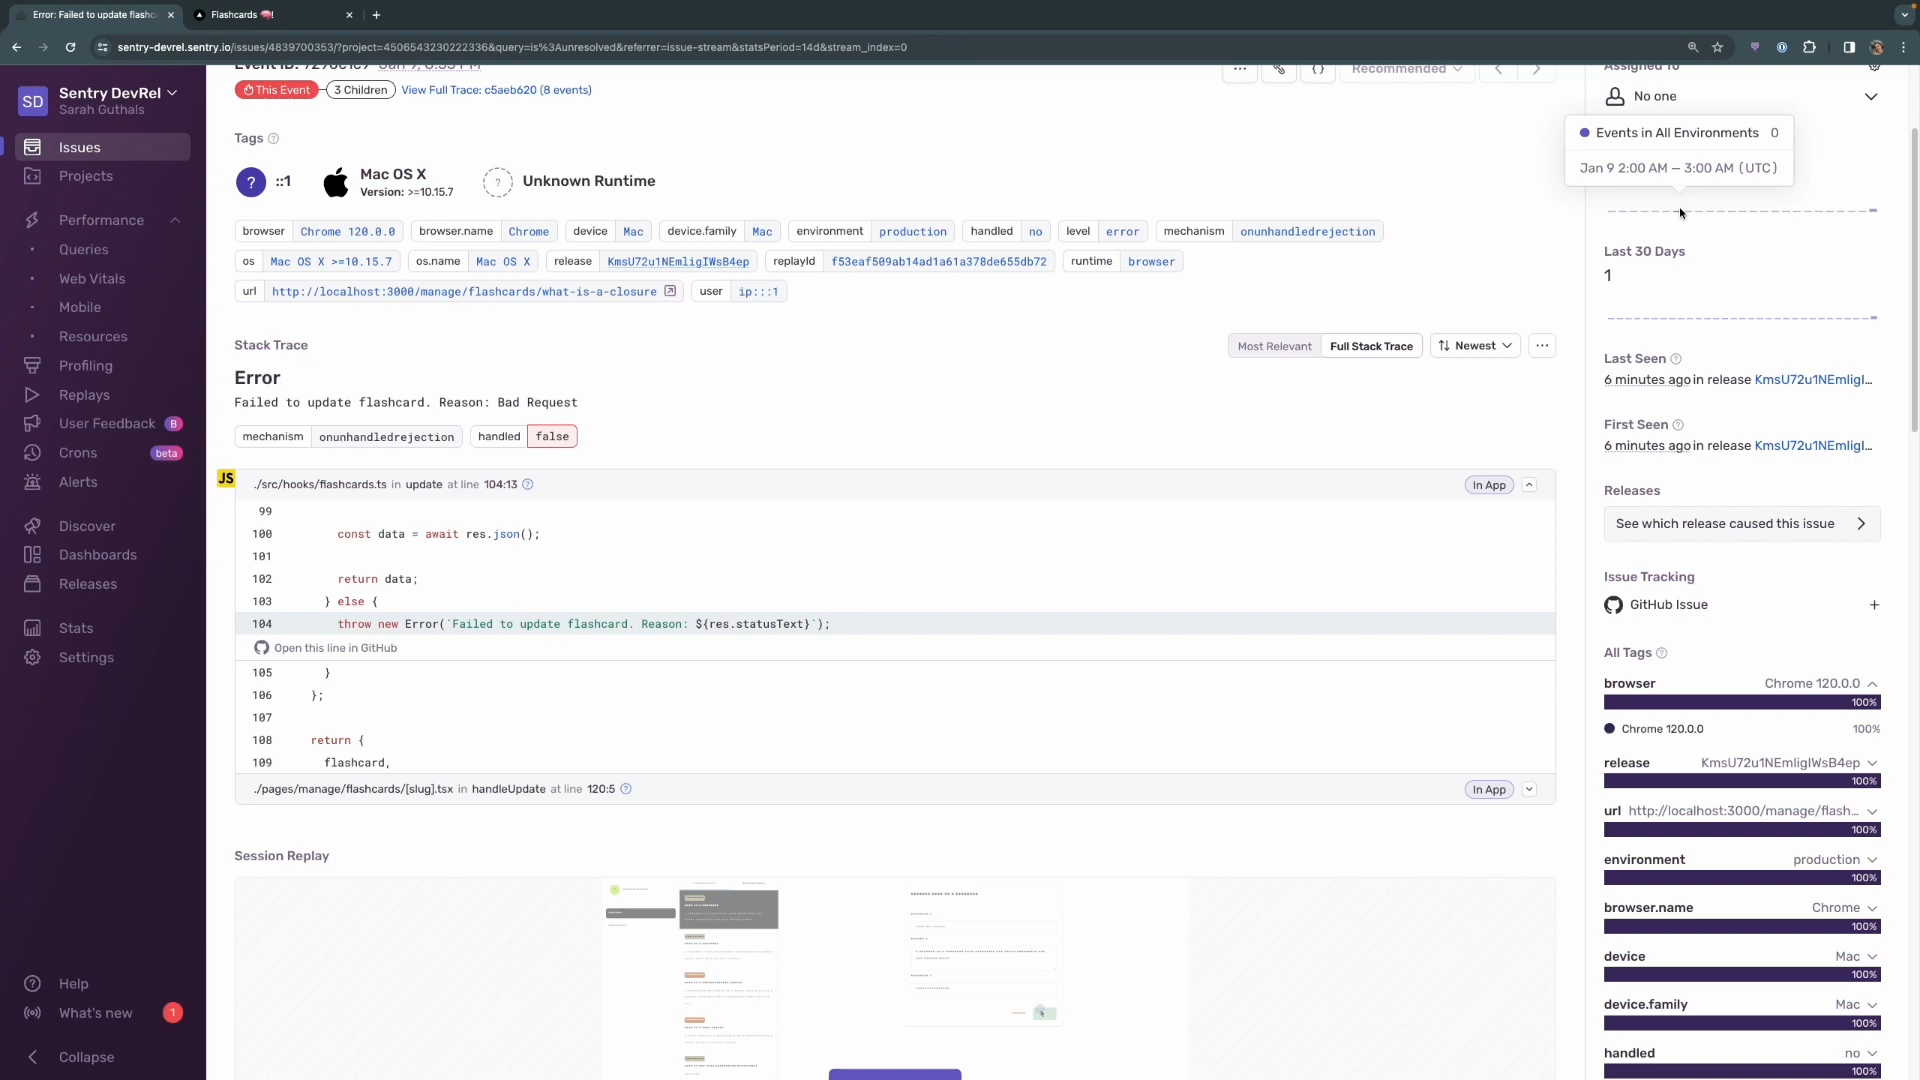 Error: Failed to update flashc
Flashcards
sentry-devrel.sentry.io/issues/4839700353/?project=4506543230222336&query=is%3Aunresolved&referrer=issue-stream&statsPeriod=14d&stream_index=0
SD
Sentry DevRel
Sarah Guthals
Issues
Projects
Performance
Queries
Web Vitals
Mobile
Resources
Profiling
Replays
User Feedback B
Crons beta
Alerts
Discover
Dashboards
Releases
Stats
Settings
Help
What's new 1
Collapse
Recommended
This Event
3 Children
View Full Trace: c5aeb620 (8 events)
Tags ?
? ::1
Mac OS X
Version: >=10.15.7
? Unknown Runtime
browser Chrome 120.0.0 browser.name Chrome device Mac device.family Mac environment production handled no level error mechanism onunhandledrejection
os Mac OS X >=10.15.7 os.name Mac OS X release KmsU72u1NEmligIWsB4ep replayId f53eaf509ab14ad1a61a378de655db72 runtime browser
url http://localhost:3000/manage/flashcards/what-is-a-closure user ip:::1
Stack Trace
Most Relevant Full Stack Trace Newest
Error
Failed to update flashcard. Reason: Bad Request
mechanism onunhandledrejection handled false
JS
./src/hooks/flashcards.ts in update at line 104:13 ? In App
99
100 const data = await res.json();
101
102 return data;
103 } else {
104 throw new Error(`Failed to update flashcard. Reason: ${res.statusText}`);
Open this line in GitHub
105 }
106 };
107
108 return {
109 flashcard,
./pages/manage/flashcards/[slug].tsx in handleUpdate at line 120:5 ? In App
Session Replay
Assigned To
No one
Events in All Environments 0
Jan 9 2:00 AM — 3:00 AM (UTC)
Last 30 Days
1
Last Seen ?
6 minutes ago in release KmsU72u1NEmligI...
First Seen ?
6 minutes ago in release KmsU72u1NEmligI...
Releases
See which release caused this issue
Issue Tracking
GitHub Issue
All Tags ?
browser Chrome 120.0.0
100%
Chrome 120.0.0 100%
release KmsU72u1NEmligIWsB4ep
100%
url http://localhost:3000/manage/flash...
100%
environment production
100%
browser.name Chrome
100%
device Mac
100%
device.family Mac
100%
handled no
100%